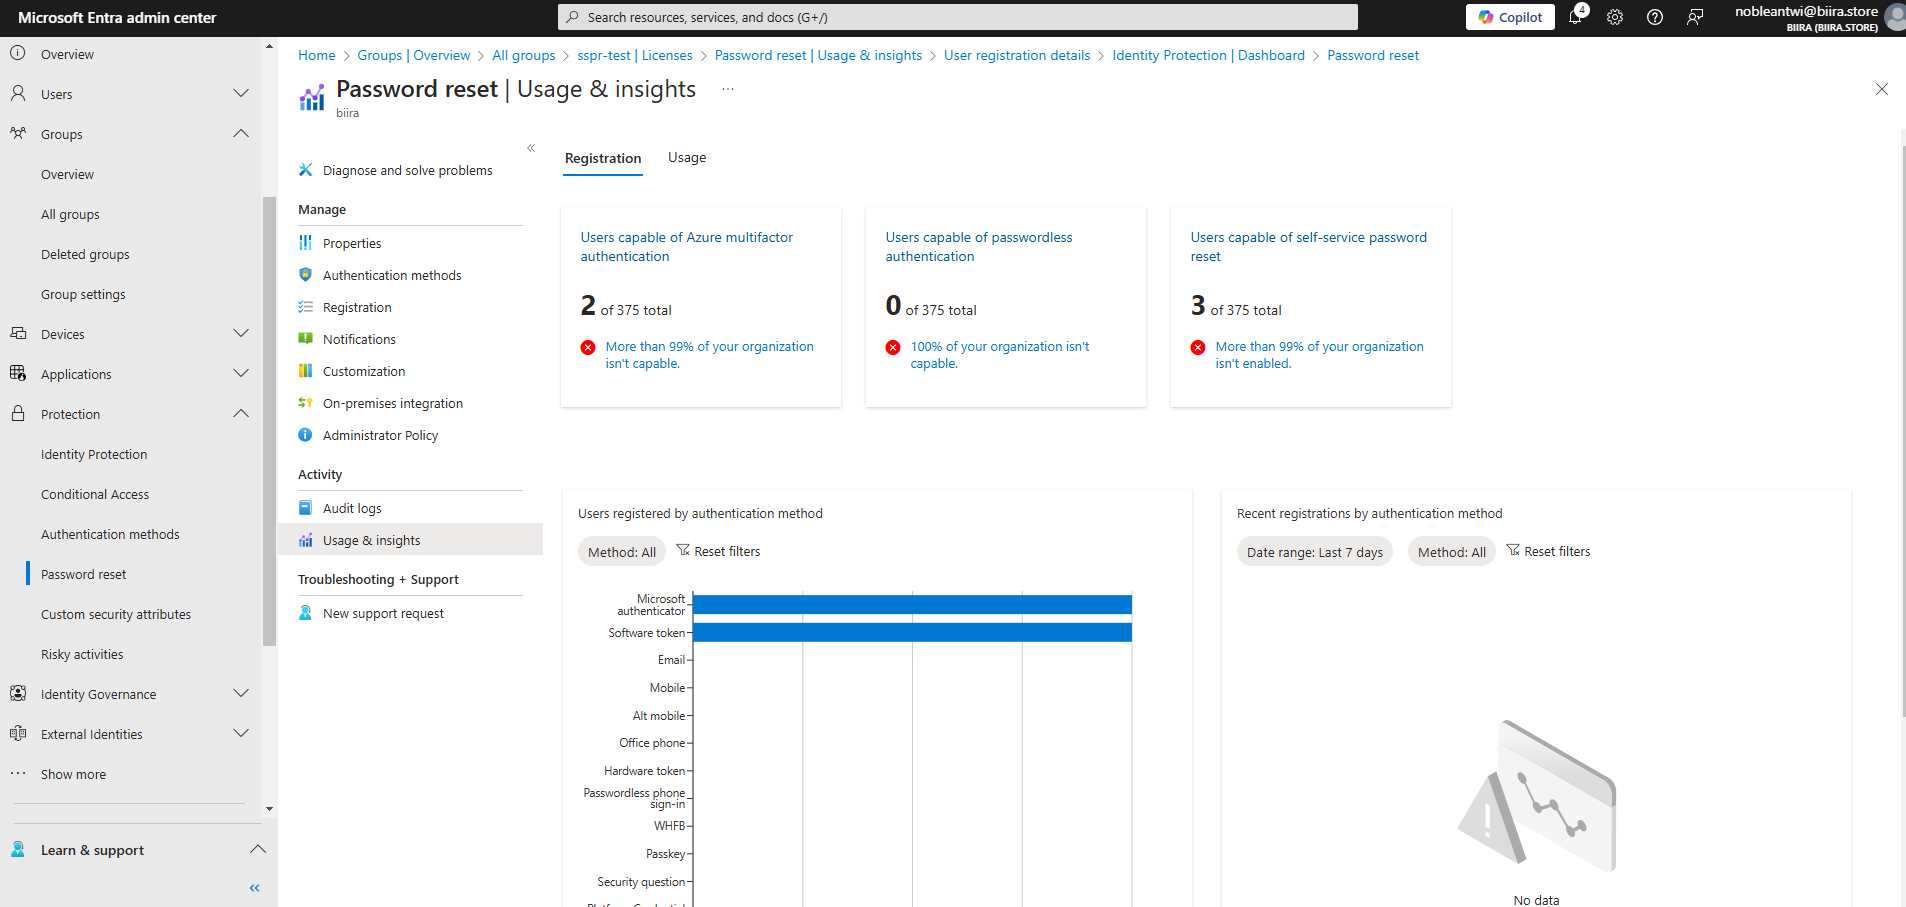 Microsoft Entra admin center
Search resources, services, and docs (G+/)
Copilot
4
nobleantwi@biira.store
BIIRA (BIIRA.STORE)
Overview
Users
Groups
Overview
All groups
Deleted groups
Group settings
Devices
Applications
Protection
Identity Protection
Conditional Access
Authentication methods
Password reset
Custom security attributes
Risky activities
Identity Governance
External Identities
Show more
Learn & support
Home > Groups | Overview > All groups > sspr-test | Licenses > Password reset | Usage & insights > User registration details > Identity Protection | Dashboard > Password reset
Password reset | Usage & insights ...
biira
Diagnose and solve problems
Manage
Properties
Authentication methods
Registration
Notifications
Customization
On-premises integration
Administrator Policy
Activity
Audit logs
Usage & insights
Troubleshooting + Support
New support request
Registration
Usage
Users capable of Azure multifactor
authentication
2 of 375 total
More than 99% of your organization
isn't capable.
Users capable of passwordless
authentication
0 of 375 total
100% of your organization isn't
capable.
Users capable of self-service password
reset
3 of 375 total
More than 99% of your organization
isn't enabled.
Users registered by authentication method
Method: All
Reset filters
Microsoft
authenticator
Software token
Email
Mobile
Alt mobile
Office phone
Hardware token
Passwordless phone
sign-in
WHFB
Passkey
Security question
Recent registrations by authentication method
Date range: Last 7 days
Method: All
Reset filters
No data